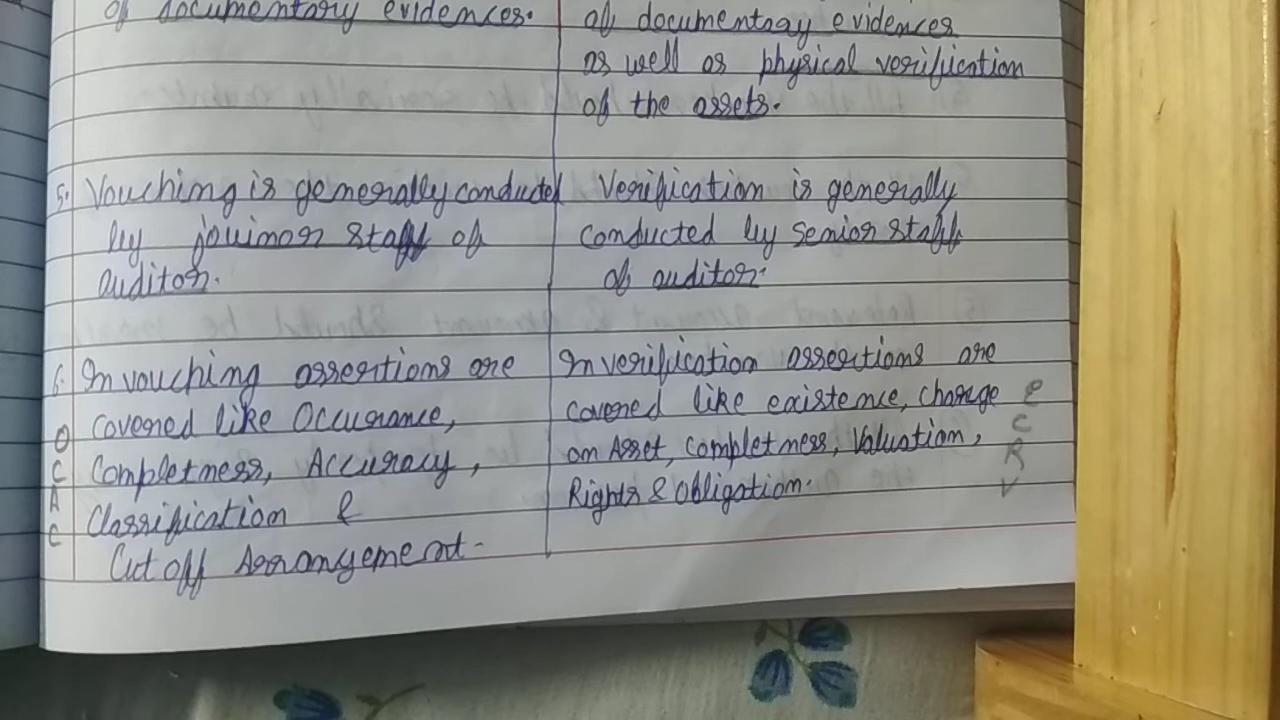 of documentary evidences.
of documentary evidences
as well as physical verification
of the assets.
5. Vouching is generally conducted
by jouinor staff of
auditor.
Verification is generally
conducted by senior staff
of auditor.
6. In vouching assertions are
covered like Occurance,
Completness, Accuracy,
Classification &
Cut off Arrangement-
O
C
A
C
In verification assertions are
covered like existence, charge
on Asset, completness, Valuation,
Rights & Obligation.
E
C
R
V